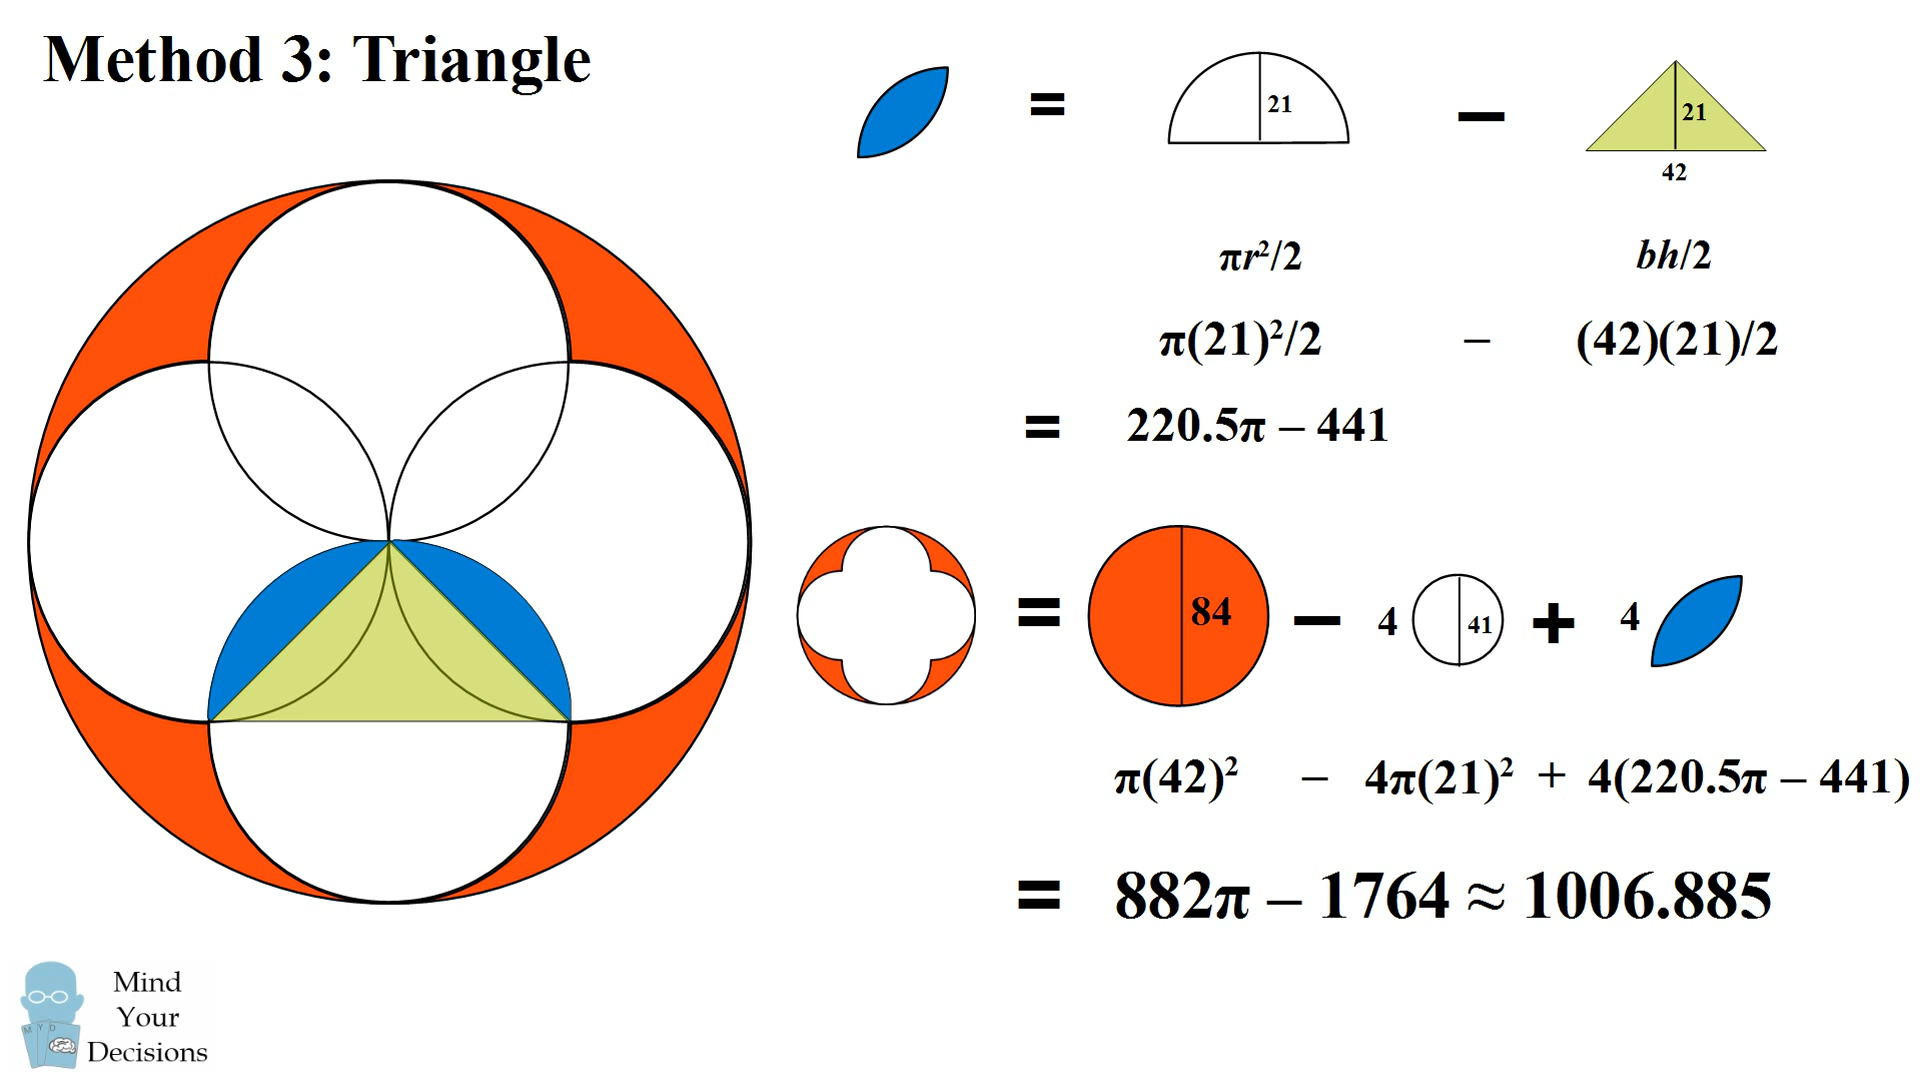 Method 3: Triangle
= 21 − 21
42
πr²/2 bh/2
π(21)²/2 − (42)(21)/2
= 220.5π – 441
= 84 − 4 41 + 4
π(42)² − 4π(21)² + 4(220.5π – 441)
= 882π – 1764 ≈ 1006.885
M Y D
Mind
Your
Decisions